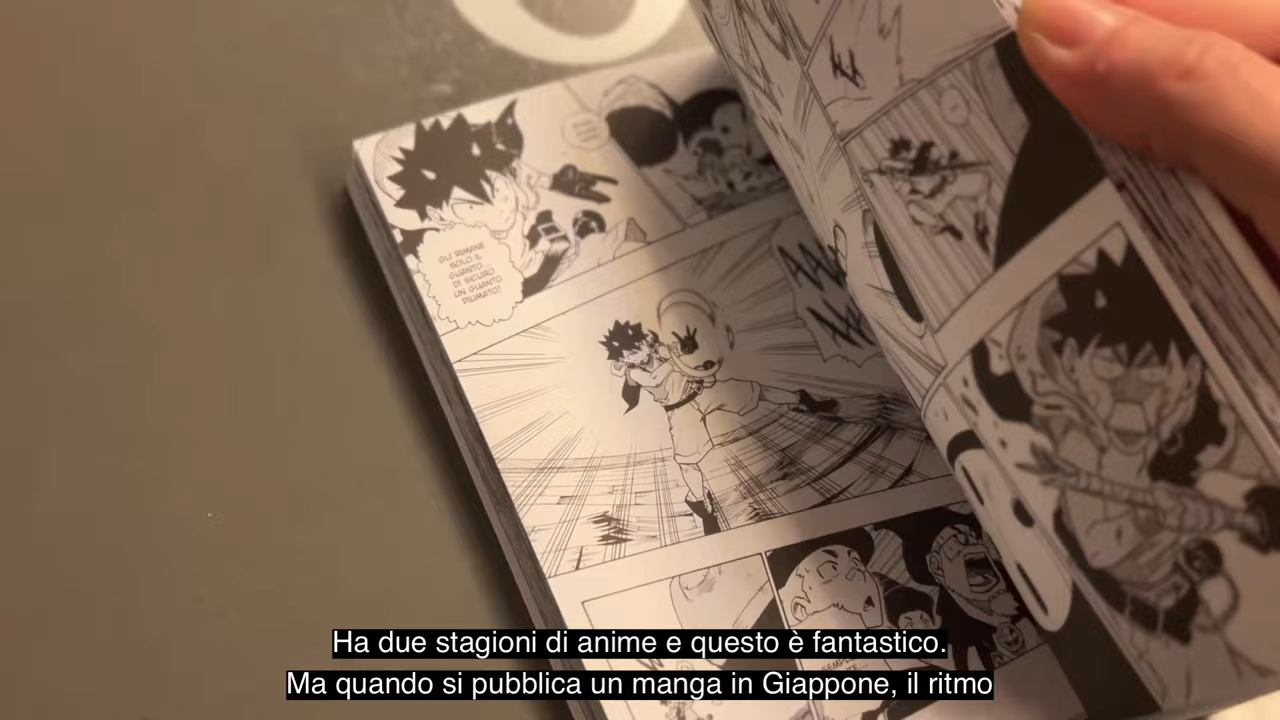 GLI RIMANE
SOLO IL
GUANTO...
DI SICURO
UN GUANTO
PIUMATO!
Ha due stagioni di anime e questo è fantastico.
Ma quando si pubblica un manga in Giappone, il ritmo